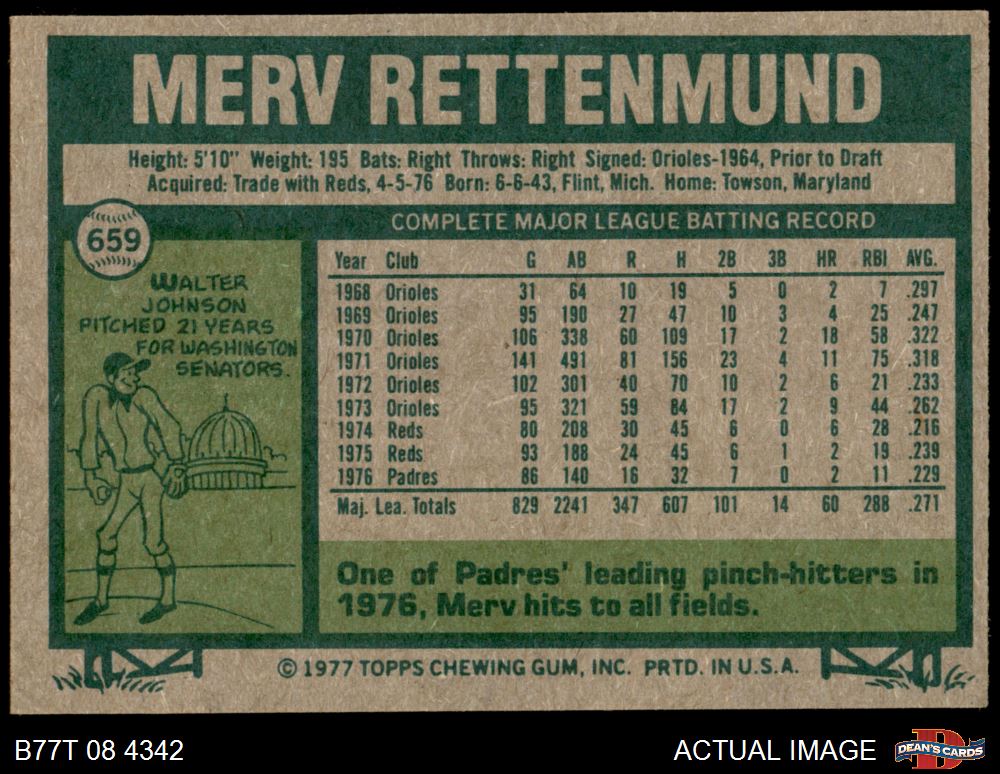 MERV RETTENMUND
Height: 5'10" Weight: 195 Bats: Right Throws: Right Signed: Orioles-1964, Prior to Draft
Acquired: Trade with Reds, 4-5-76 Born: 6-6-43, Flint, Mich. Home: Towson, Maryland
659
WALTER
JOHNSON
PITCHED 21 YEARS
FOR WASHINGTON
SENATORS.
COMPLETE MAJOR LEAGUE BATTING RECORD
Year Club G AB R H 2B 3B HR RBI AVG.
1968 Orioles 31 64 10 19 5 0 2 7 .297
1969 Orioles 95 190 27 47 10 3 4 25 .247
1970 Orioles 106 338 60 109 17 2 18 58 .322
1971 Orioles 141 491 81 156 23 4 11 75 .318
1972 Orioles 102 301 40 70 10 2 6 21 .233
1973 Orioles 95 321 59 84 17 2 9 44 .262
1974 Reds 80 208 30 45 6 0 6 28 .216
1975 Reds 93 188 24 45 6 1 2 19 .239
1976 Padres 86 140 16 32 7 0 2 11 .229
Maj. Lea. Totals 829 2241 347 607 101 14 60 288 .271
One of Padres' leading pinch-hitters in
1976, Merv hits to all fields.
© 1977 TOPPS CHEWING GUM, INC. PRTD. IN U.S.A.
B77T 08 4342
ACTUAL IMAGE
D
DEAN'S CARDS